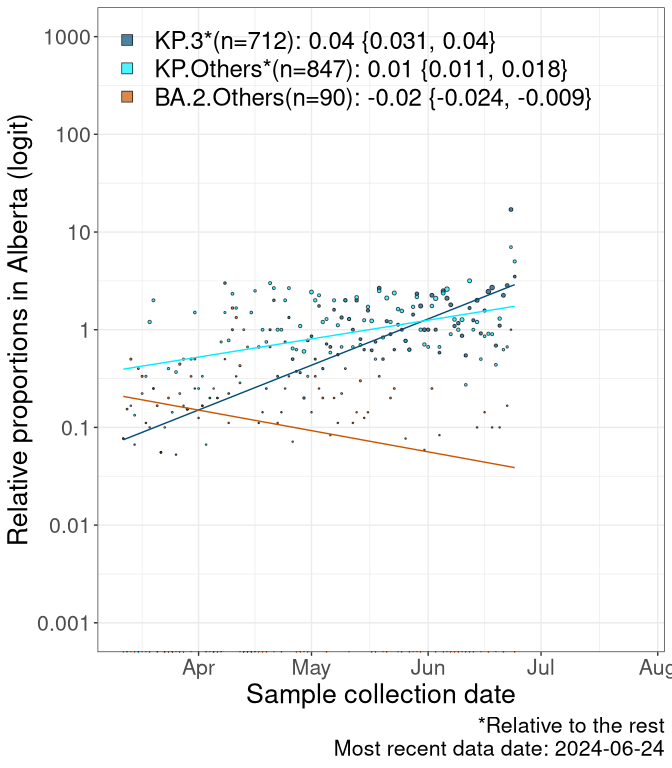 KP.3*(n=712): 0.04 {0.031, 0.04}
KP.Others*(n=847): 0.01 {0.011, 0.018}
BA.2.Others(n=90): -0.02 {-0.024, -0.009}
Relative proportions in Alberta (logit)
1000
100
10
1
0.1
0.01
0.001
Apr May Jun Jul Aug
Sample collection date
*Relative to the rest
Most recent data date: 2024-06-24